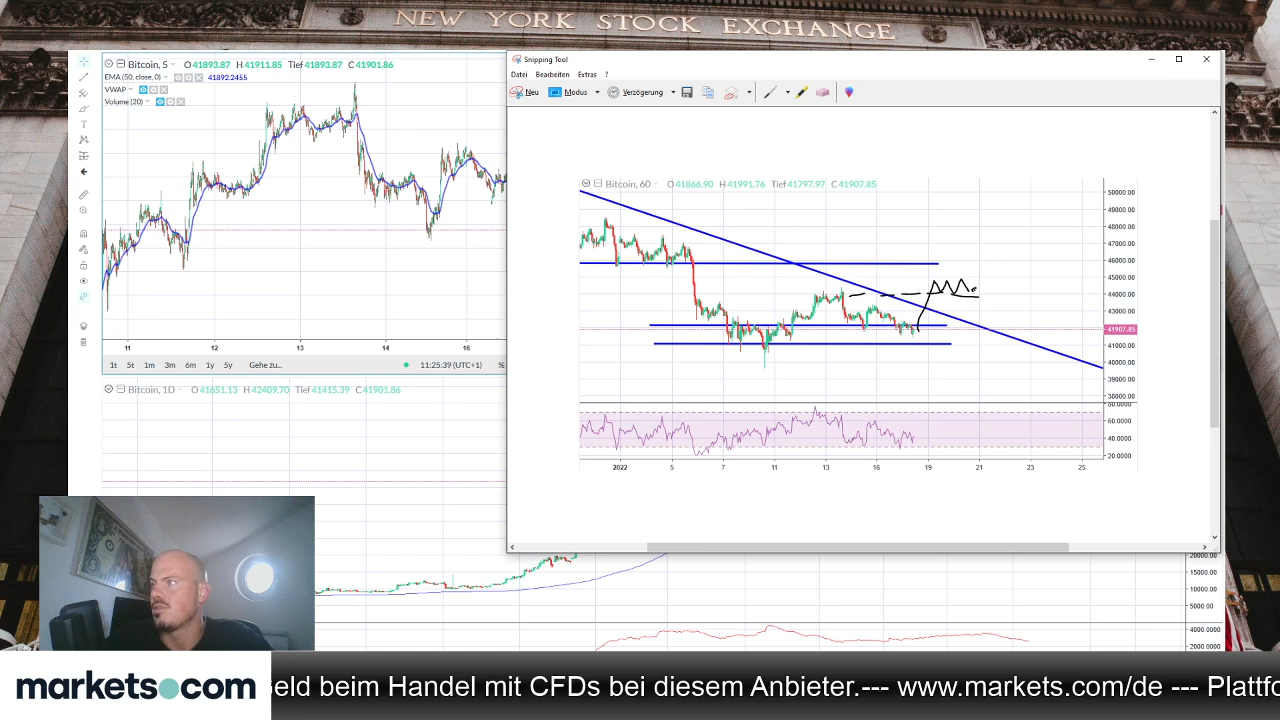 NEW YORK STOCK EXCHANGE
Bitcoin, 5 O 41893.87 H 41911.85 Tief 41893.87 C 41901.86
EMA (50, close, 0) 41892.2455
VWAP
Volume (20)
11 12 13 14 16
1t 5t 1m 3m 6m 1y 5y Gehe zu... 11:25:39 (UTC+1) %
Bitcoin, 1D O 41651.13 H 42409.70 Tief 41415.39 C 41901.86
Snipping Tool
Datei Bearbeiten Extras ?
Neu Modus Verzögerung
Bitcoin, 60 O 41866.90 H 41991.76 Tief 41797.97 C 41907.85
50000.00
49000.00
48000.00
47000.00
46000.00
45000.00
44000.00
43000.00
41907.85
41000.00
40000.00
39000.00
38000.00
80.0000
60.0000
40.0000
20.0000
2022 5 7 11 13 16 19 21 23 25
20000.00
15000.00
10000.00
5000.00
4000.0000
2000.0000
markets.com
Geld beim Handel mit CFDs bei diesem Anbieter.--- www.markets.com/de --- Plattfo